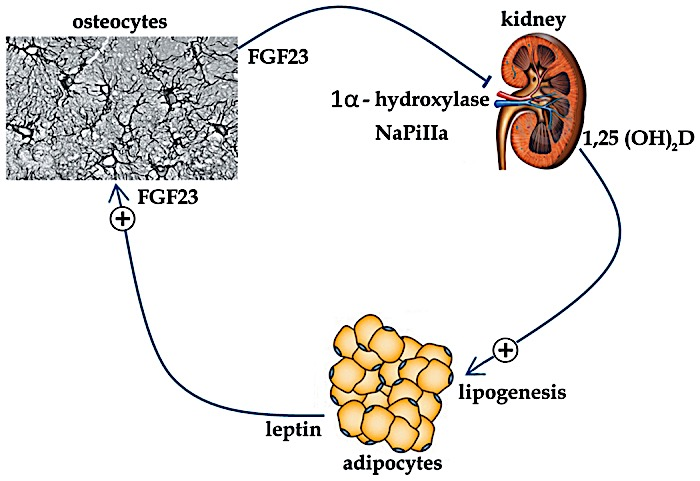 osteocytes
kidney
FGF23
1α- hydroxylase
NaPiIIa
1,25 (OH)₂D
FGF23
+
+
lipogenesis
leptin
adipocytes